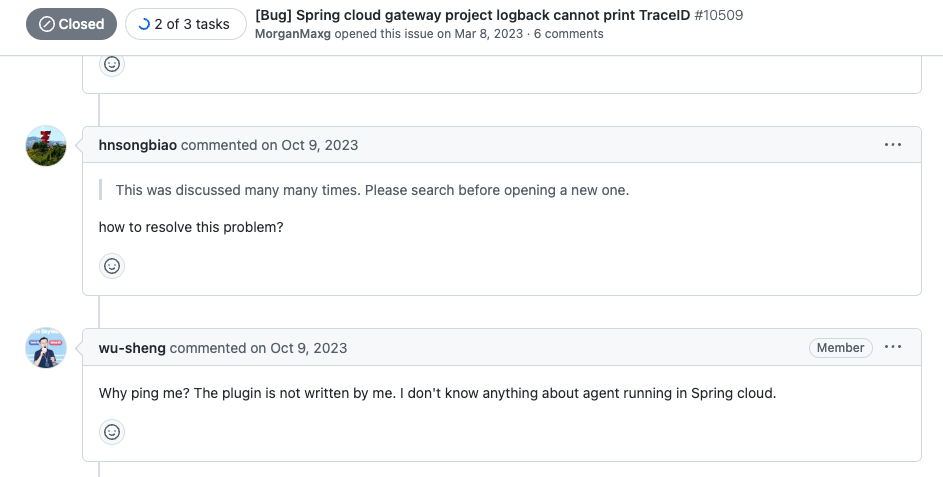 Closed
2 of 3 tasks
[Bug] Spring cloud gateway project logback cannot print TraceID #10509
MorganMaxg opened this issue on Mar 8, 2023 · 6 comments
hnsongbiao commented on Oct 9, 2023
This was discussed many many times. Please search before opening a new one.
how to resolve this problem?
wu-sheng commented on Oct 9, 2023
Member
Why ping me? The plugin is not written by me. I don't know anything about agent running in Spring cloud.